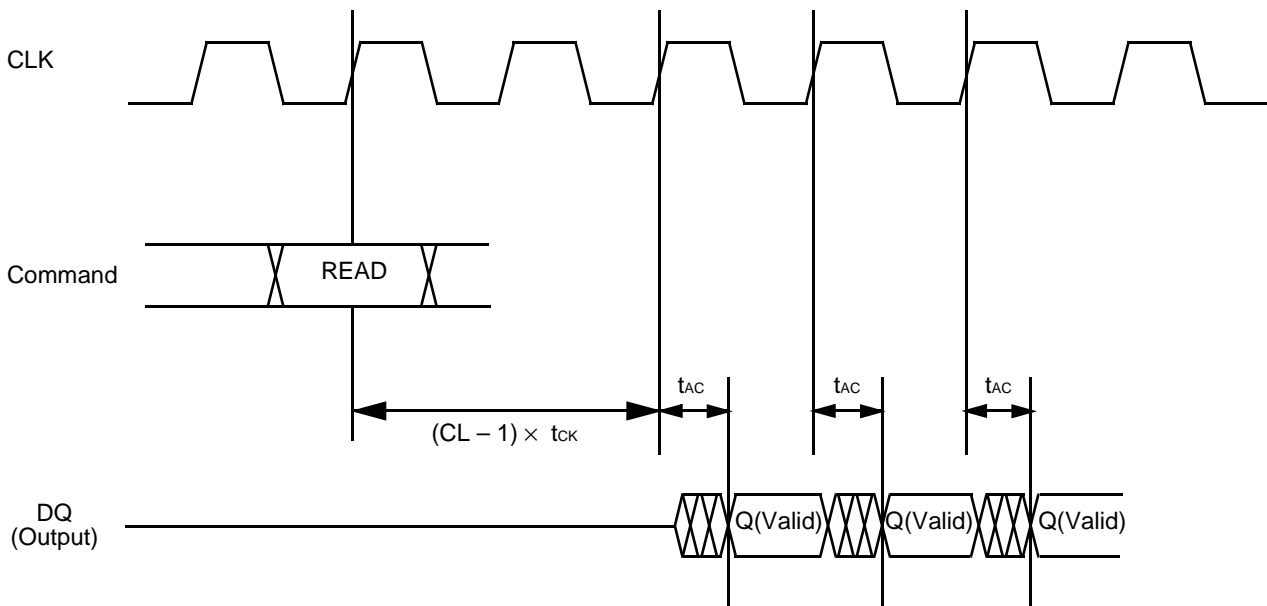 CLK
Command
READ
tAC
tAC
tAC
(CL – 1) × tCK
DQ
(Output)
Q(Valid)
Q(Valid)
Q(Valid)